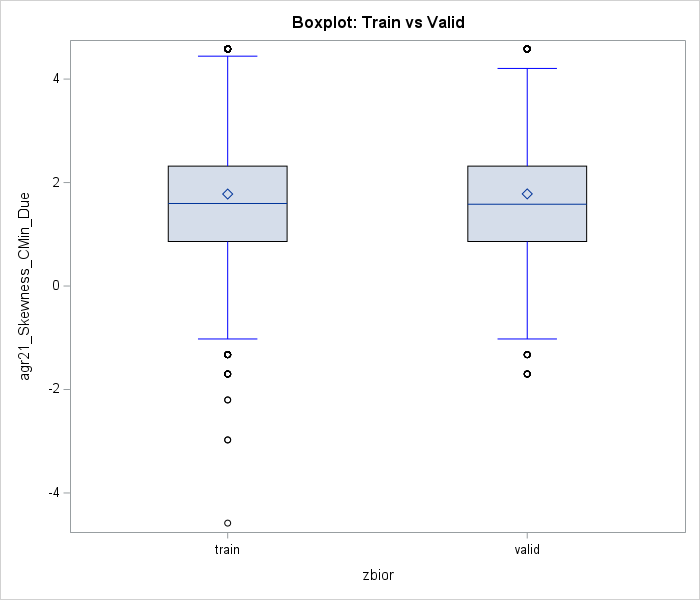 Boxplot: Train vs Valid
agr21_Skewness_CMin_Due
4
2
0
-2
-4
train
valid
zbior